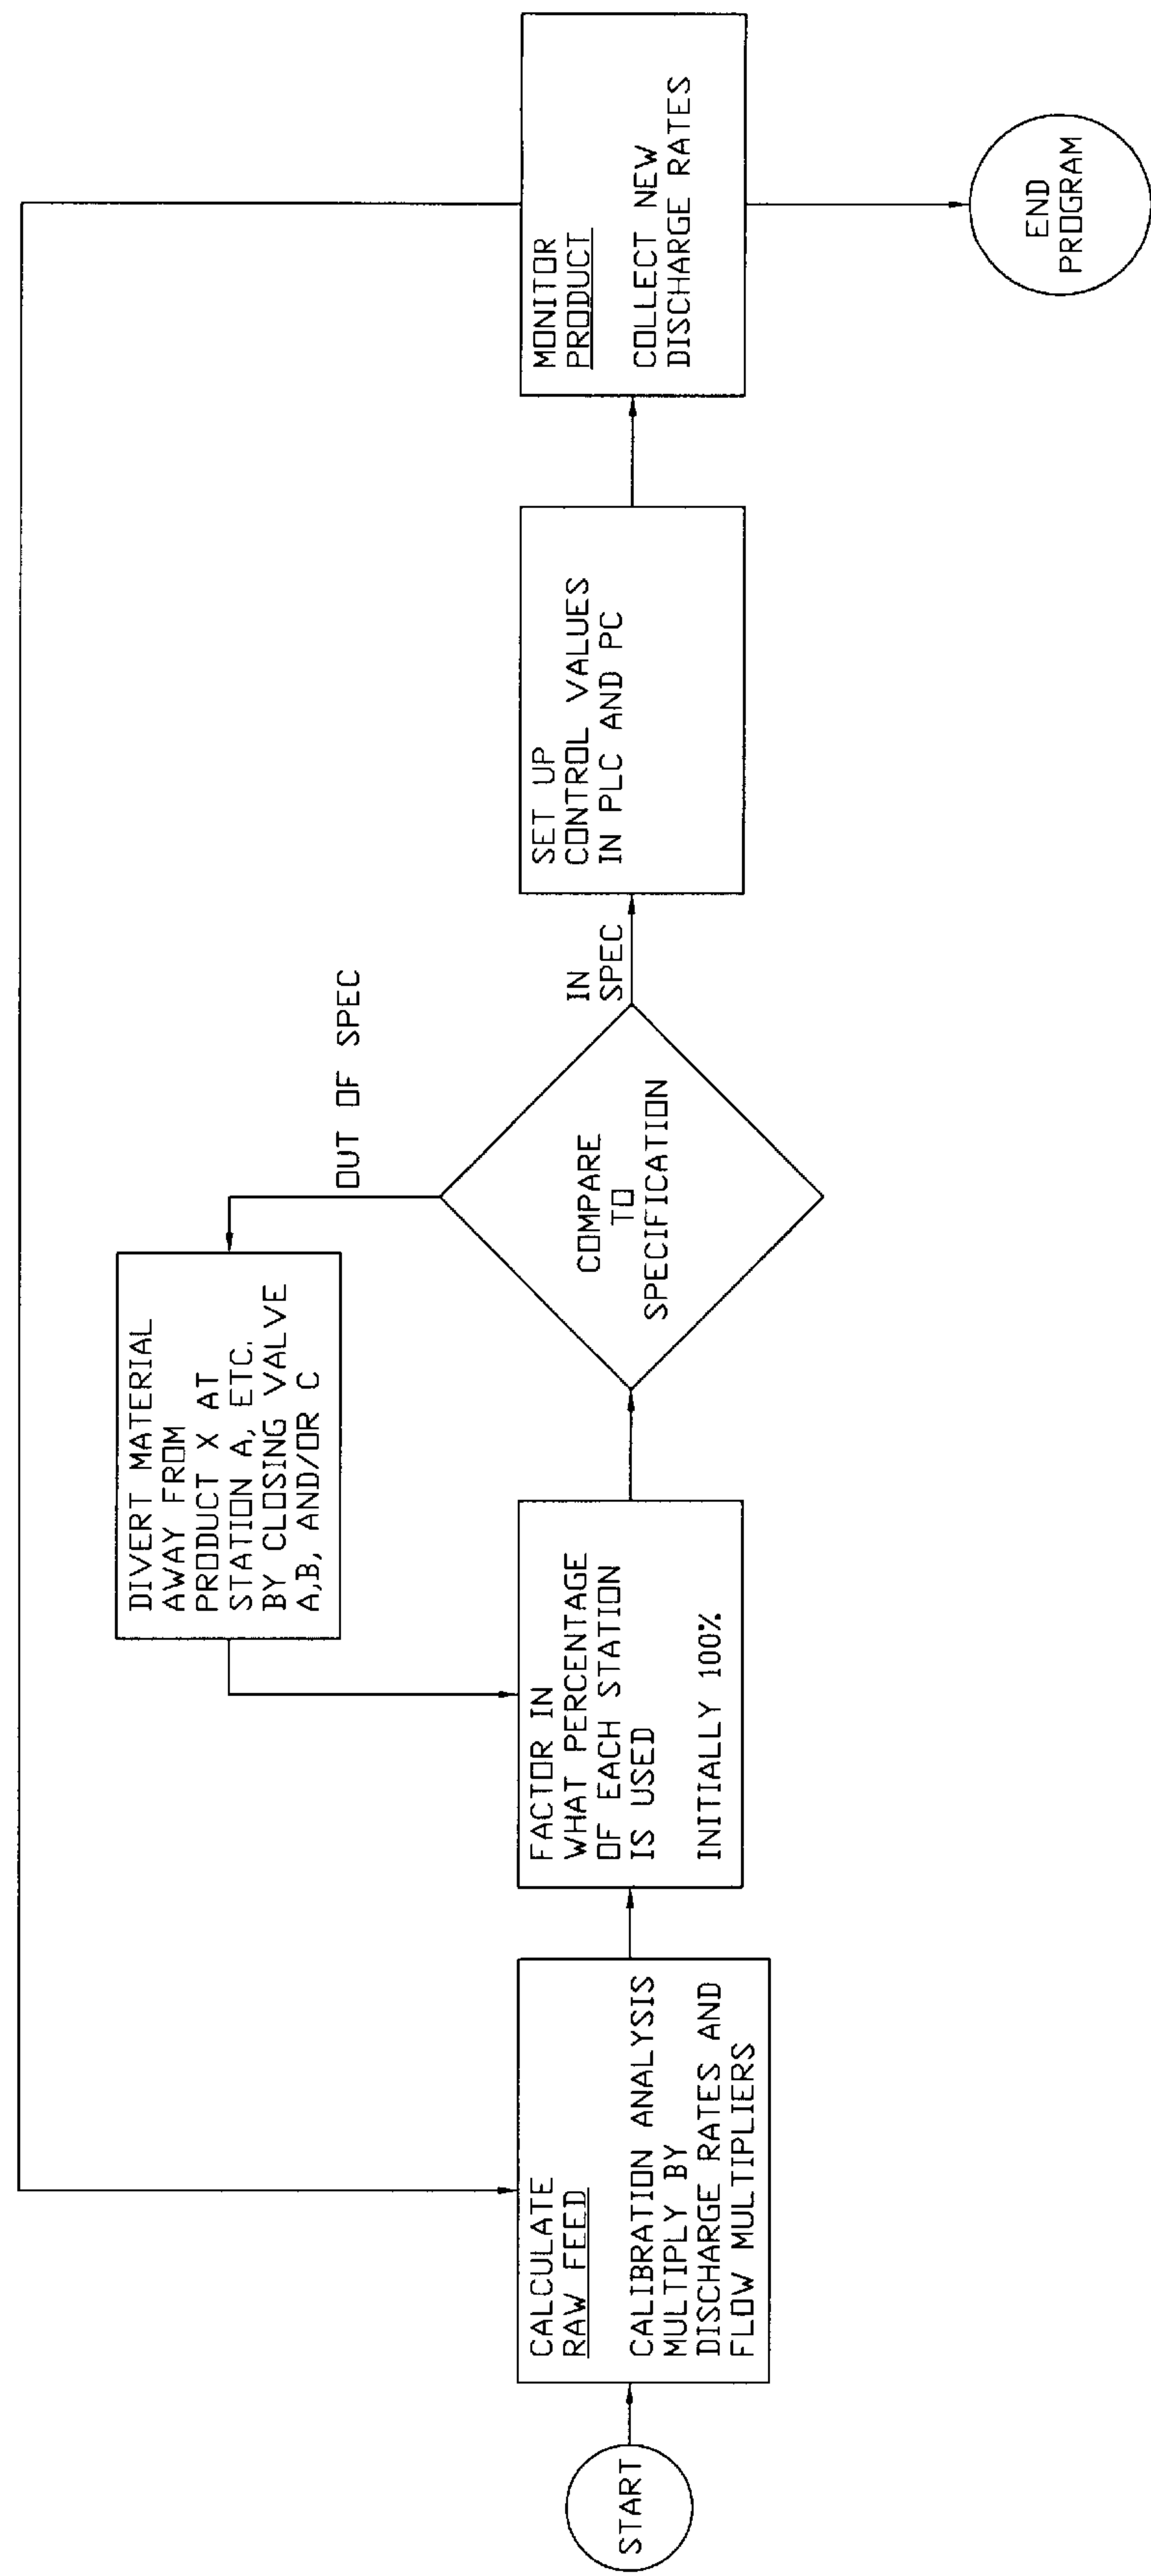 START
CALCULATE
RAW FEED
CALIBRATION ANALYSIS
MULTIPLY BY
DISCHARGE RATES AND
FLOW MULTIPLIERS
FACTOR IN
WHAT PERCENTAGE
OF EACH STATION
IS USED
INITIALLY 100%
DIVERT MATERIAL
AWAY FROM
PRODUCT X AT
STATION A, ETC.
BY CLOSING VALVE
A,B, AND/OR C
COMPARE
TO
SPECIFICATION
OUT OF SPEC
IN
SPEC
SET UP
CONTROL VALUES
IN PLC AND PC
MONITOR
PRODUCT
COLLECT NEW
DISCHARGE RATES
END
PROGRAM